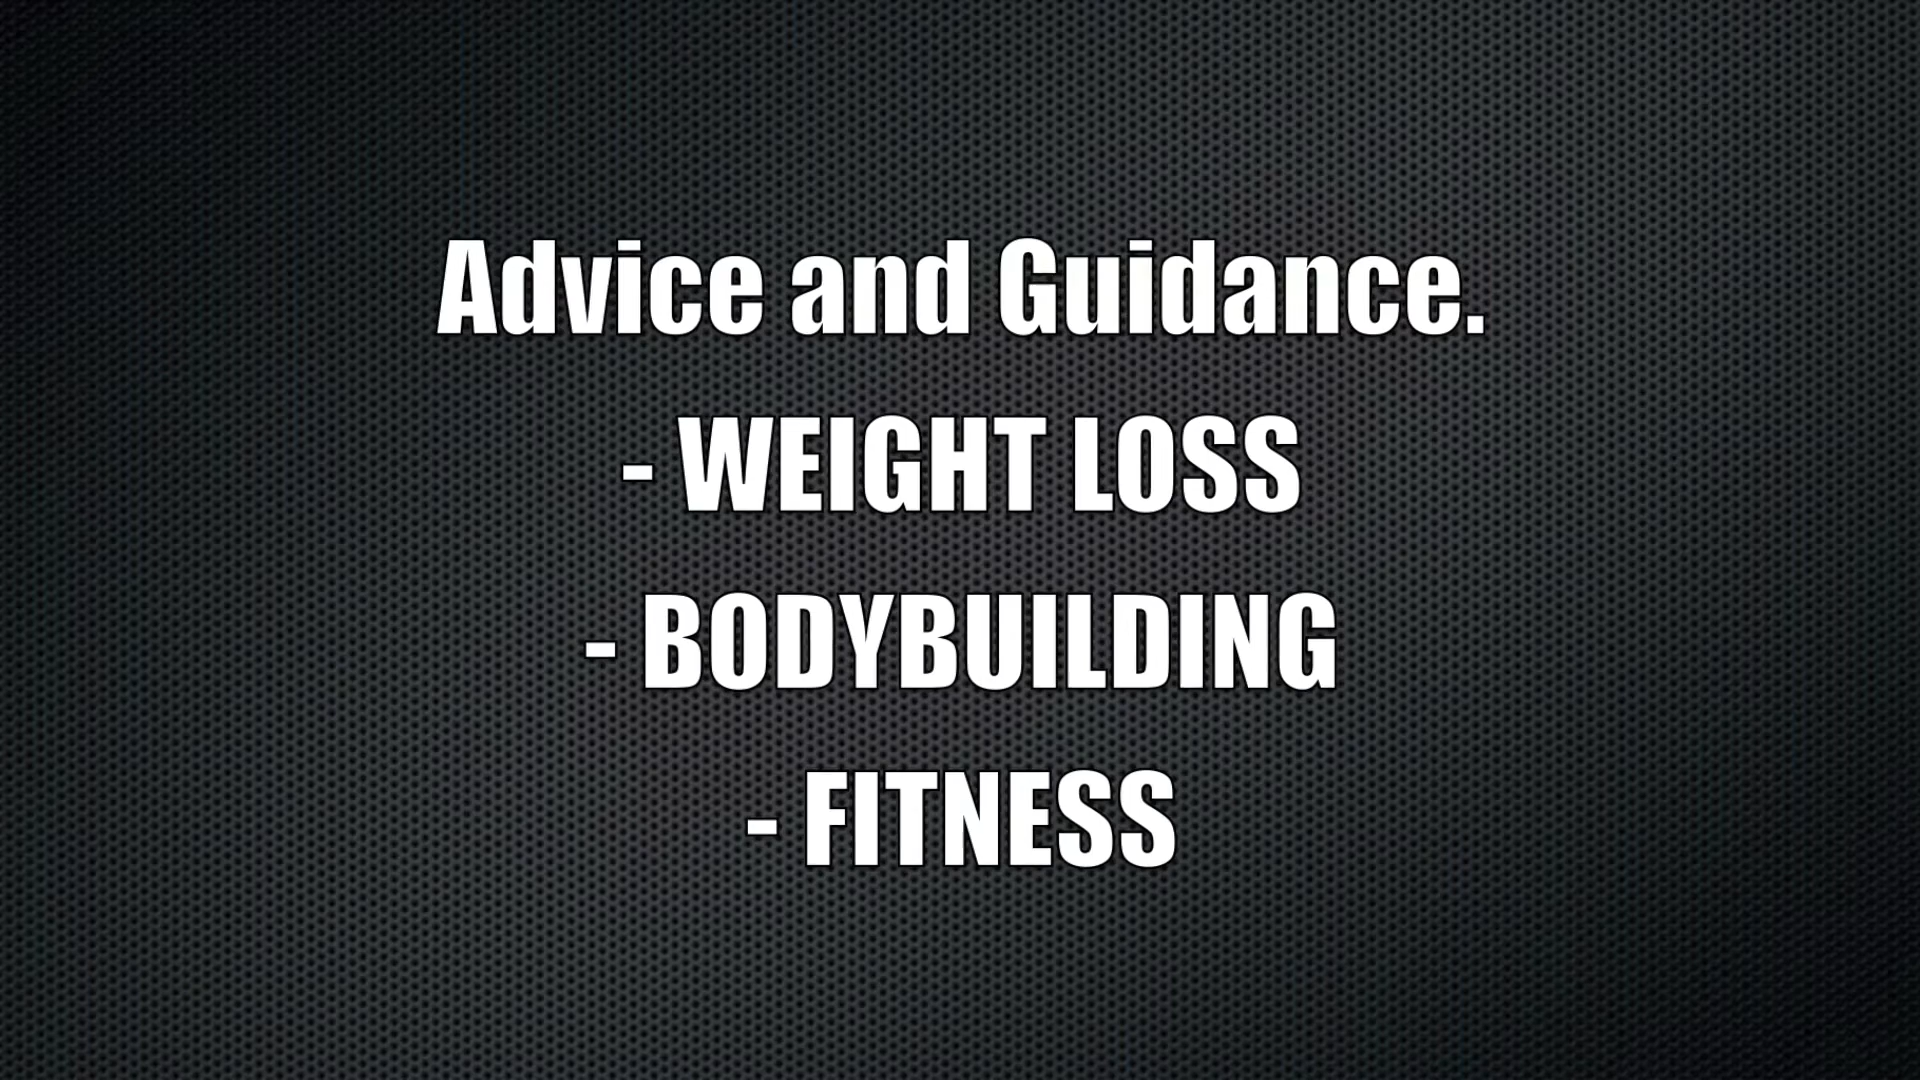 Advice and Guidance.
- WEIGHT LOSS
- BODYBUILDING
- FITNESS